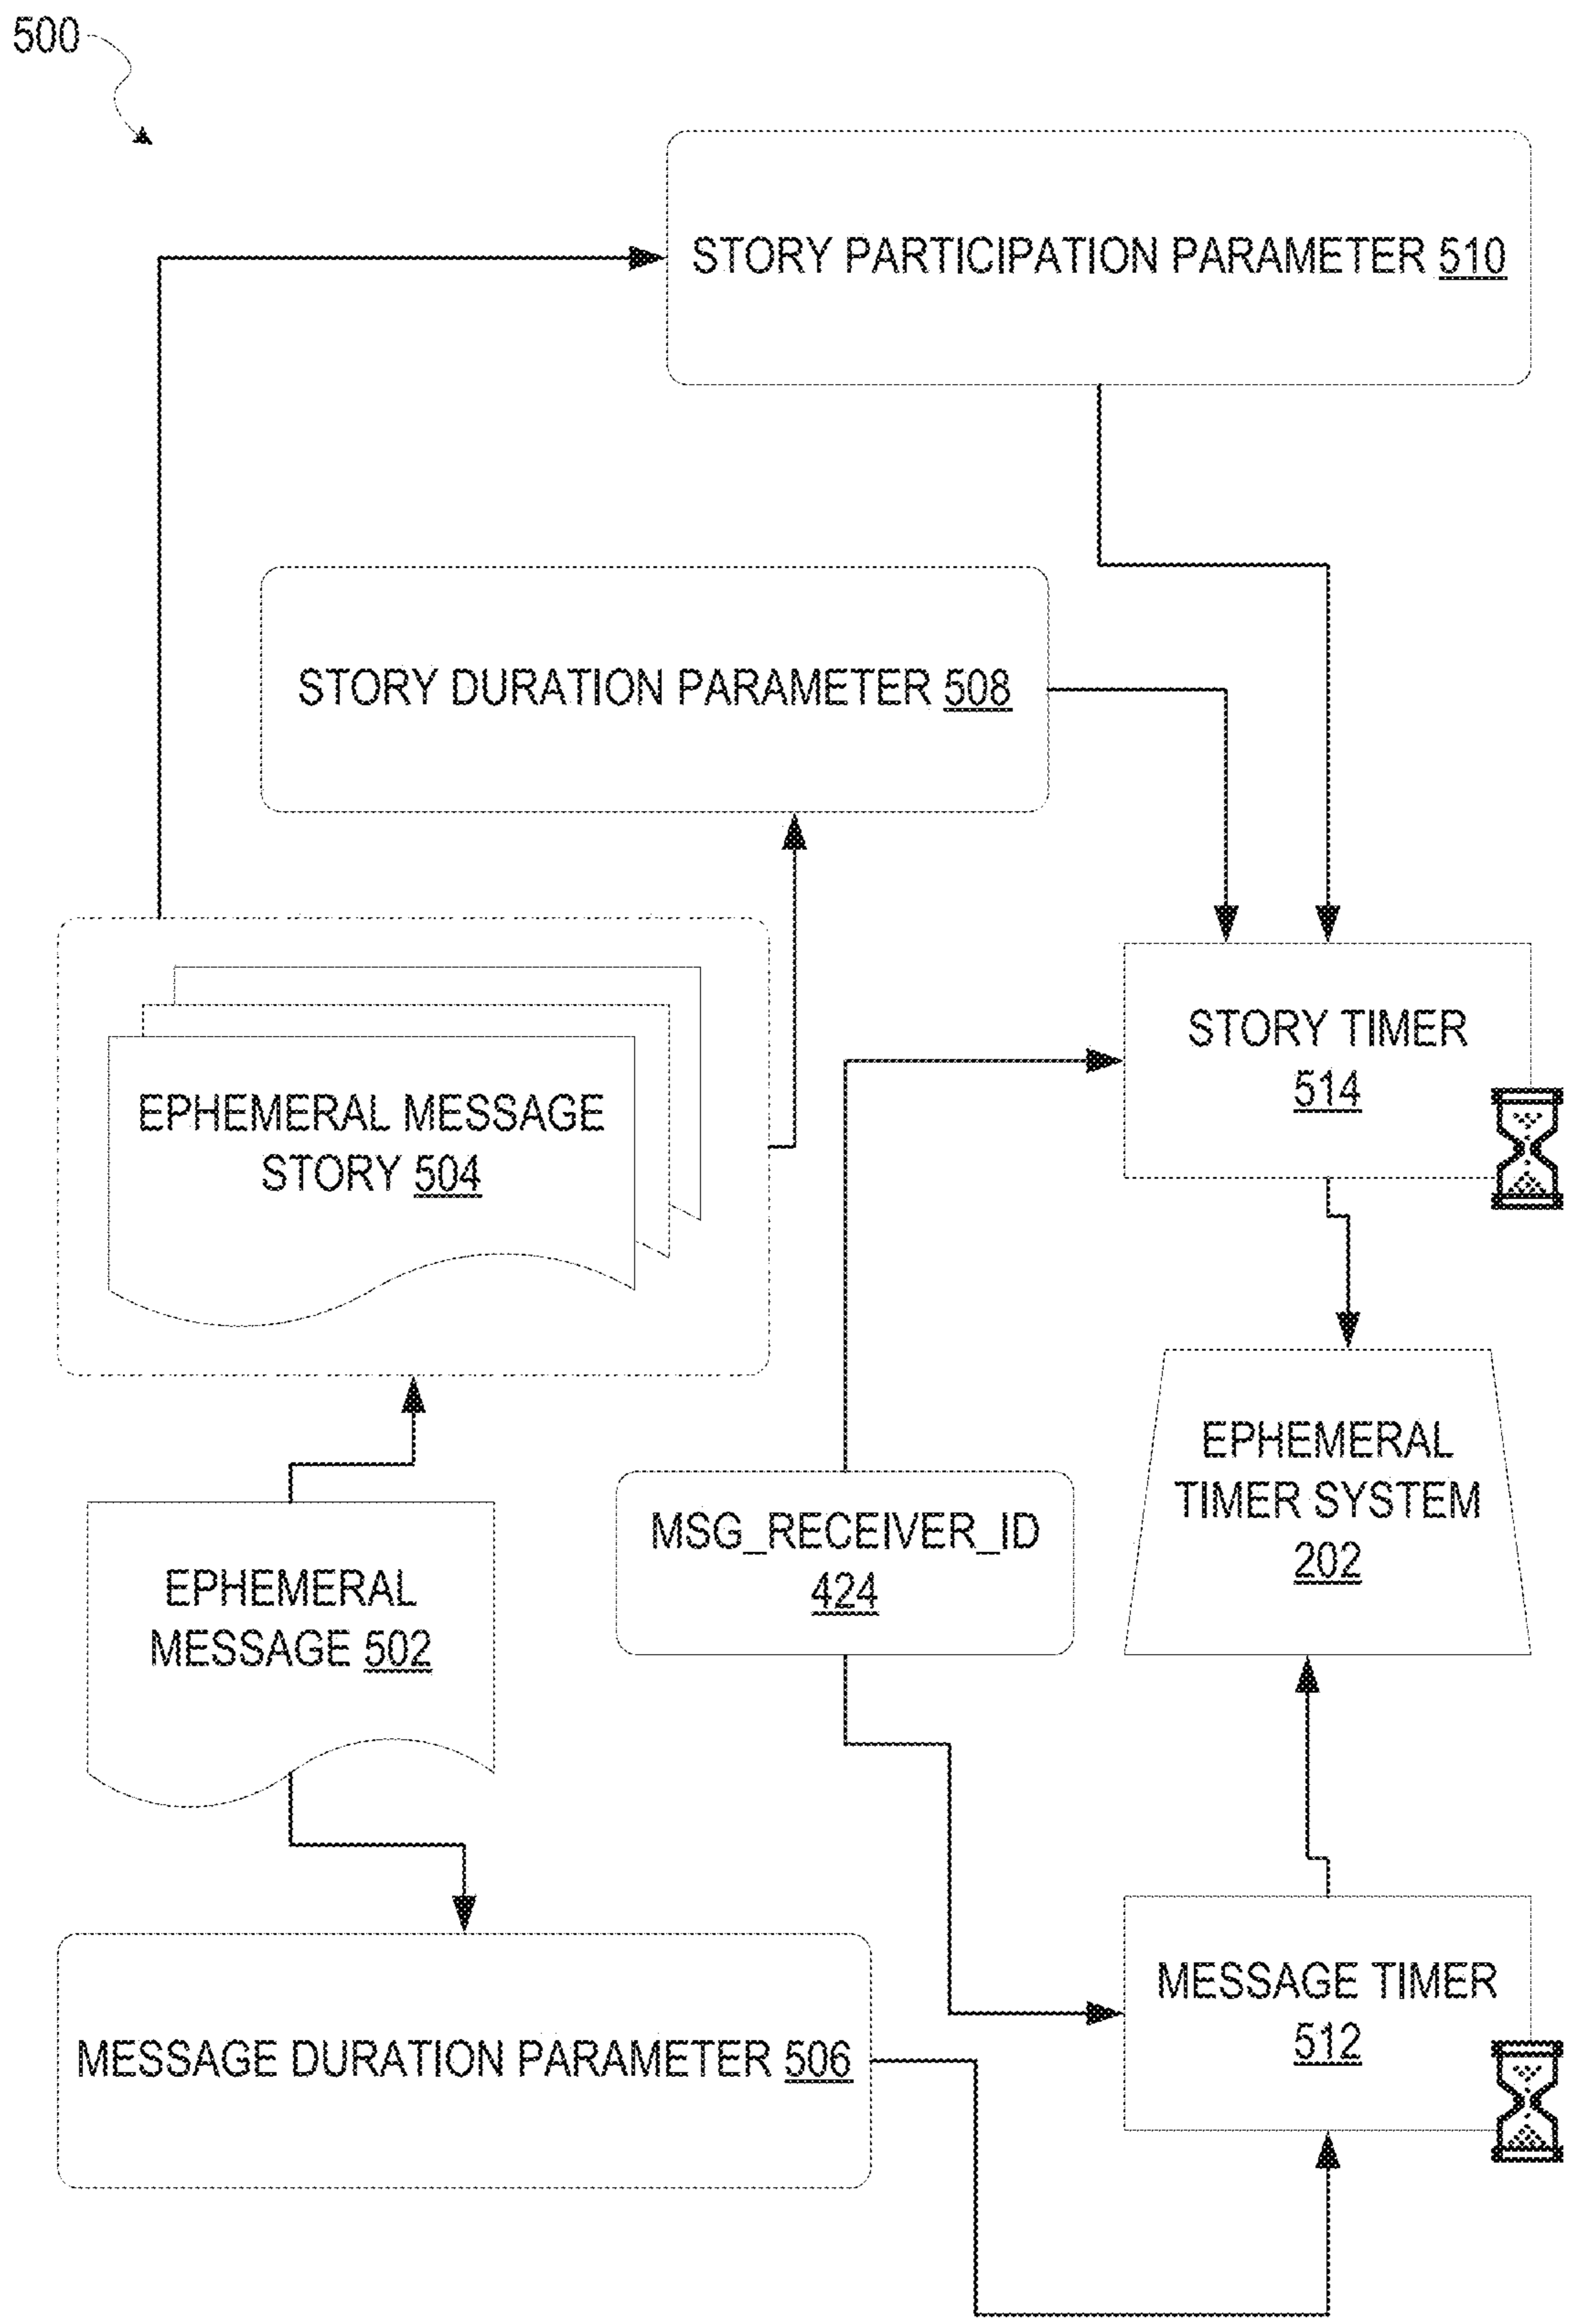 500
STORY PARTICIPATION PARAMETER 510
STORY DURATION PARAMETER 508
STORY TIMER
514
EPHEMERAL MESSAGE
STORY 504
EPHEMERAL
TIMER SYSTEM
202
MSG_RECEIVER_ID
424
EPHEMERAL
MESSAGE 502
MESSAGE TIMER
512
MESSAGE DURATION PARAMETER 506